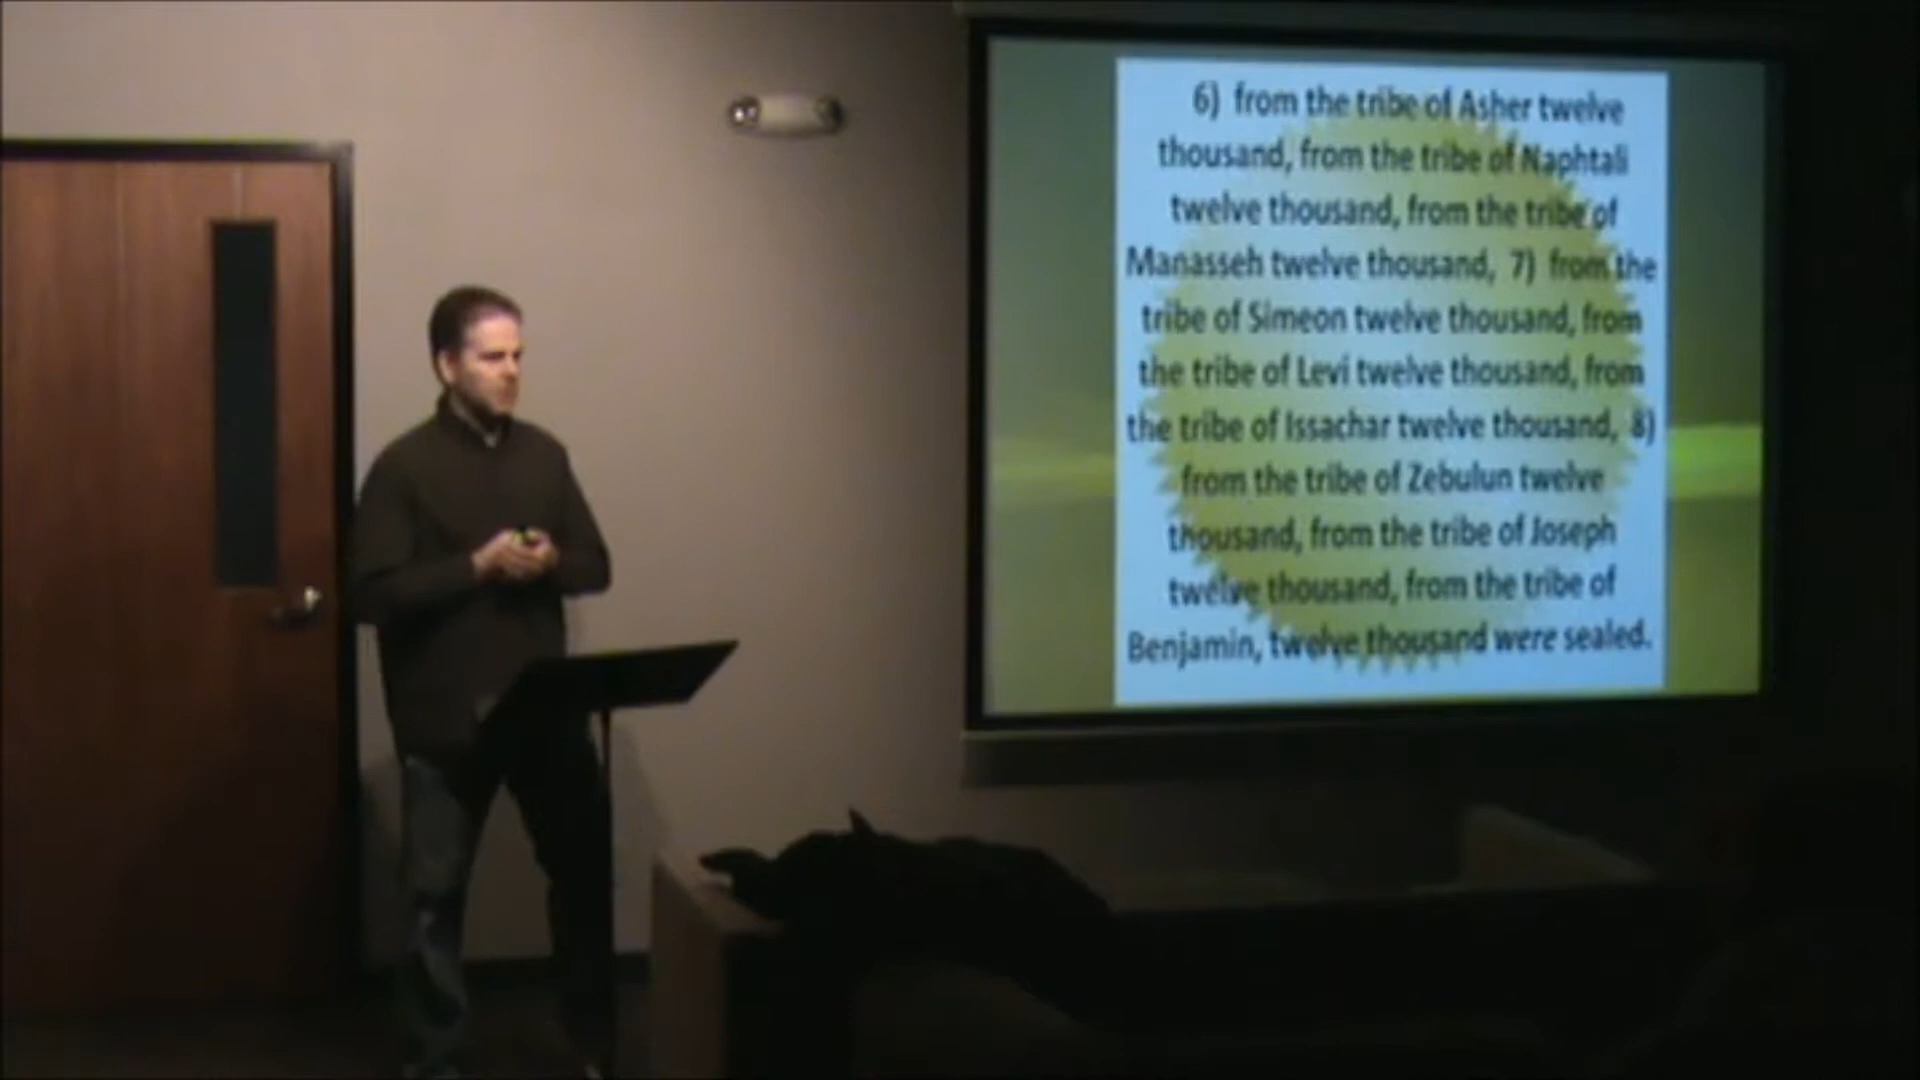 6) from the tribe of Asher twelve
thousand, from the tribe of Naphtali
twelve thousand, from the tribe of
Manasseh twelve thousand, 7) from the
tribe of Simeon twelve thousand, from
the tribe of Levi twelve thousand, from
the tribe of Issachar twelve thousand, 8)
from the tribe of Zebulun twelve
thousand, from the tribe of Joseph
twelve thousand, from the tribe of
Benjamin, twelve thousand were sealed.